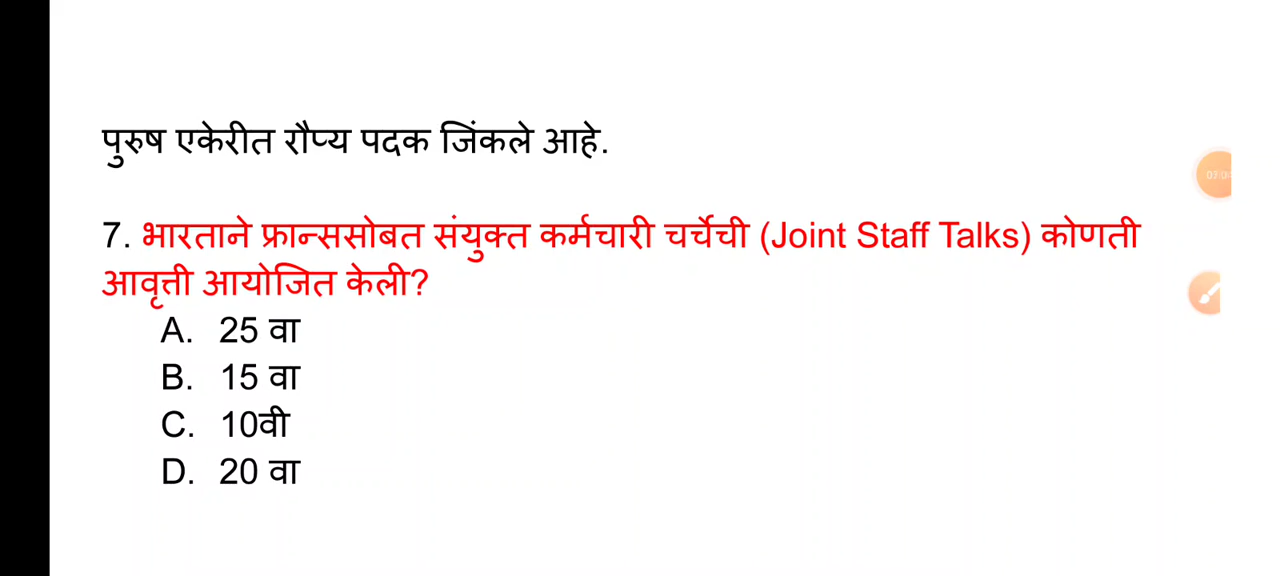 पुरुष एकेरीत रौप्य पदक जिंकले आहे.
7. भारताने फ्रान्ससोबत संयुक्त कर्मचारी चर्चेची (Joint Staff Talks) कोणती
आवृत्ती आयोजित केली?
A. 25 वा
B. 15 वा
C. 10वी
D. 20 वा